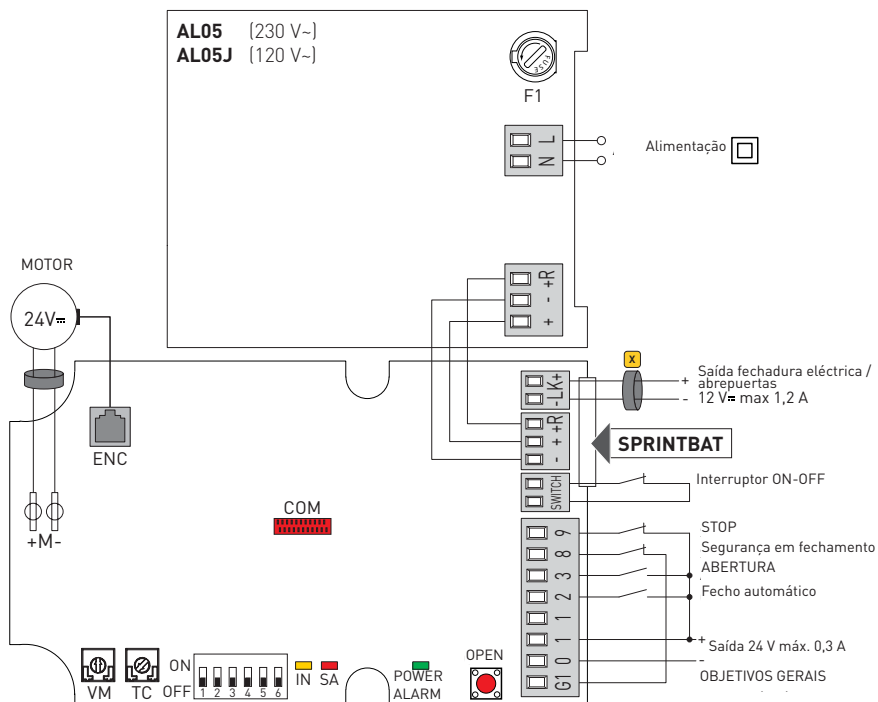 AL05 (230 V~)
AL05J (120 V~)
FUSE
F1
L
N
Alimentação
+R
-
+
MOTOR
24V
ENC
+M-
COM
X
-LK+
+ Saída fechadura eléctrica /
abrepuertas
- 12 V max 1,2 A
+R
+
-
SPRINTBAT
SWITCH
Interruptor ON-OFF
9
STOP
8
Segurança em fechamento
3
ABERTURA
2
Fecho automático
1
1
+ Saída 24 V máx. 0,3 A
0
-
G1
OBJETIVOS GERAIS
VM
TC
ON
OFF
1 2 3 4 5 6
IN
SA
POWER
ALARM
OPEN